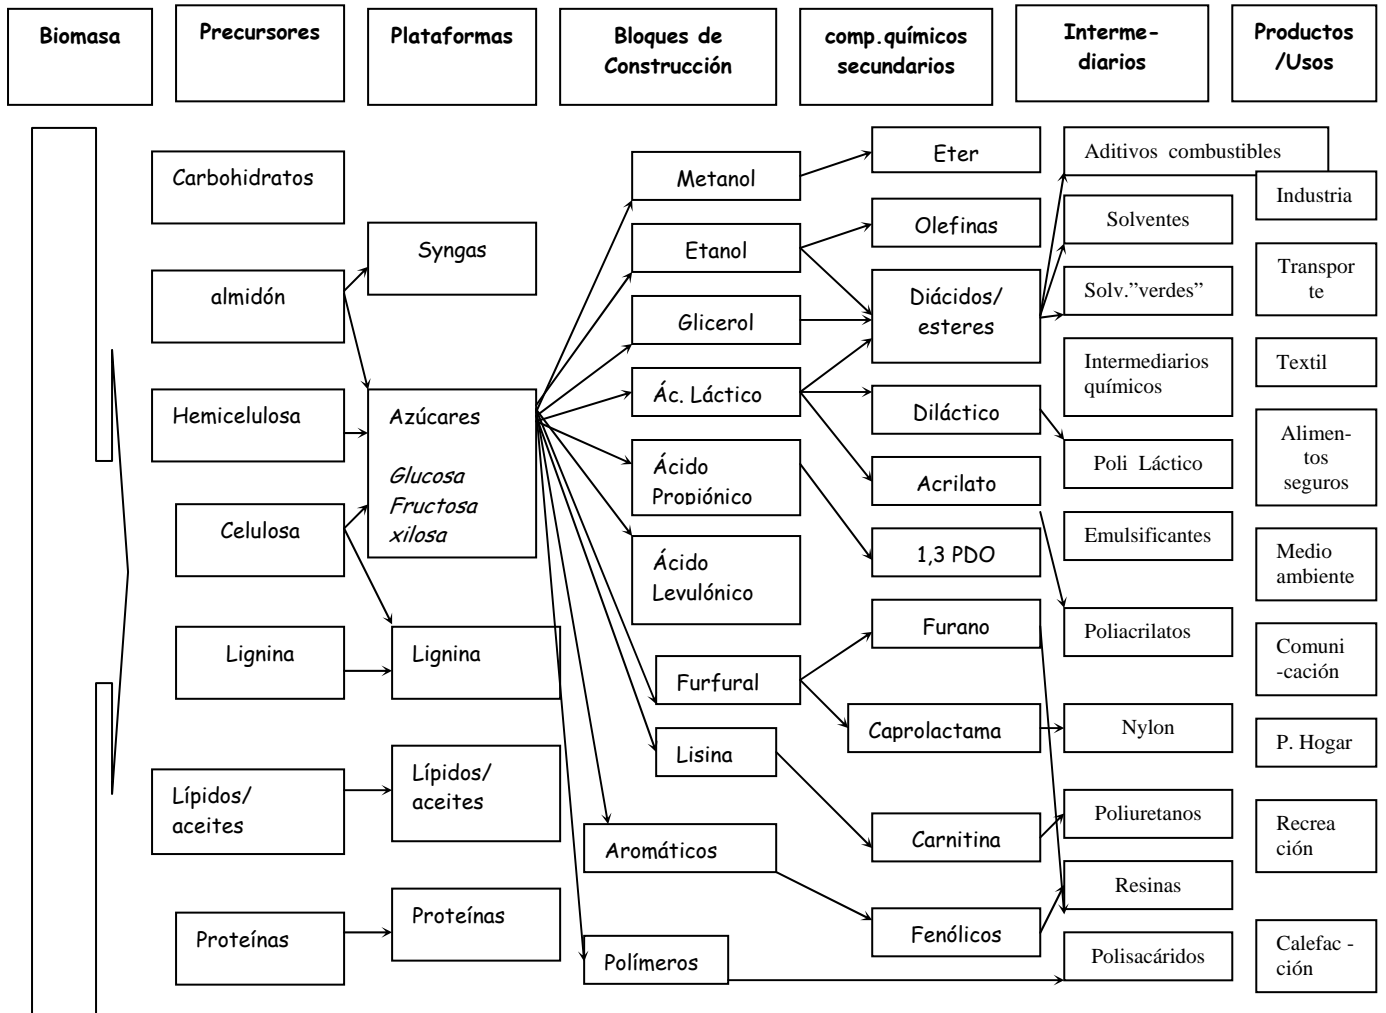 Biomasa
Precursores
Plataformas
Bloques de
Construcción
comp.químicos
secundarios
Interme-
diarios
Productos
/Usos
Carbohidratos
almidón
Hemicelulosa
Celulosa
Lignina
Lípidos/
aceites
Proteínas
Syngas
Azúcares
Glucosa
Fructosa
xilosa
Lignina
Lípidos/
aceites
Proteínas
Metanol
Etanol
Glicerol
Ác. Láctico
Ácido
Propiónico
Ácido
Levulónico
Furfural
Lisina
Aromáticos
Polímeros
Eter
Olefinas
Diácidos/
esteres
Diláctico
Acrilato
1,3 PDO
Furano
Caprolactama
Carnitina
Fenólicos
Aditivos combustibles
Solventes
Solv.”verdes”
Intermediarios
químicos
Poli Láctico
Emulsificantes
Poliacrilatos
Nylon
Poliuretanos
Resinas
Polisacáridos
Industria
Transpor
te
Textil
Alimen-
tos
seguros
Medio
ambiente
Comuni
-cación
P. Hogar
Recrea
ción
Calefac -
ción